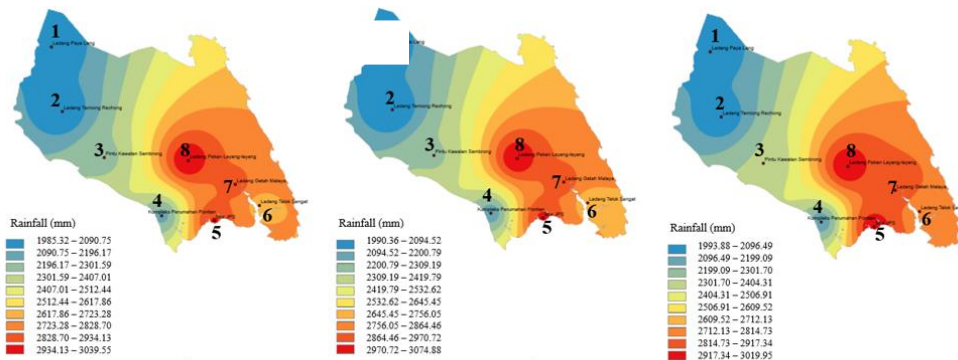 1
Ladang Paya Lang
2
Ladang Tentong Rechong
3
Pintu Kawalan Sembrong
8
Ladang Pekan Layang-layang
7
Ladang Getah Malaya
4
Kompleks Perumahan Pontian
6
Ladang Telok Sengat
5
Rainfall (mm)
1985.32 – 2090.75
2090.75 – 2196.17
2196.17 – 2301.59
2301.59 – 2407.01
2407.01 – 2512.44
2512.44 – 2617.86
2617.86 – 2723.28
2723.28 – 2828.70
2828.70 – 2934.13
2934.13 – 3039.55
2
Ladang Tentong Rechong
3
Pintu Kawalan Sembrong
8
Ladang Pekan Layang-layang
7
Ladang Getah Malaya
4
Kompleks Perumahan Pontian
6
Ladang Telok Sengat
5
Rainfall (mm)
1990.36 – 2094.52
2094.52 – 2200.79
2200.79 – 2309.19
2309.19 – 2419.79
2419.79 – 2532.62
2532.62 – 2645.45
2645.45 – 2756.05
2756.05 – 2864.46
2864.46 – 2970.72
2970.72 – 3074.88
1
Ladang Paya Lang
2
Ladang Tentong Rechong
3
Pintu Kawalan Sembrong
8
Ladang Pekan Layang-layang
7
Ladang Getah Malaya
4
Kompleks Perumahan Pontian
6
Ladang Telok Sengat
5
Rainfall (mm)
1993.88 – 2096.49
2096.49 – 2199.09
2199.09 – 2301.70
2301.70 – 2404.31
2404.31 – 2506.91
2506.91 – 2609.52
2609.52 – 2712.13
2712.13 – 2814.73
2814.73 – 2917.34
2917.34 – 3019.95